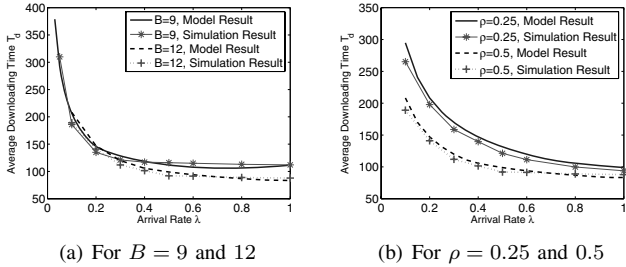 400
350
300
250
200
150
100
50
0 0.2 0.4 0.6 0.8 1
Average Downloading Time T_d
Arrival Rate λ
B=9, Model Result
B=9, Simulation Result
B=12, Model Result
B=12, Simulation Result
(a) For B = 9 and 12
350
300
250
200
150
100
50
0 0.2 0.4 0.6 0.8 1
Average Downloading Time T_d
Arrival Rate λ
ρ=0.25, Model Result
ρ=0.25, Simulation Result
ρ=0.5, Model Result
ρ=0.5, Simulation Result
(b) For ρ = 0.25 and 0.5